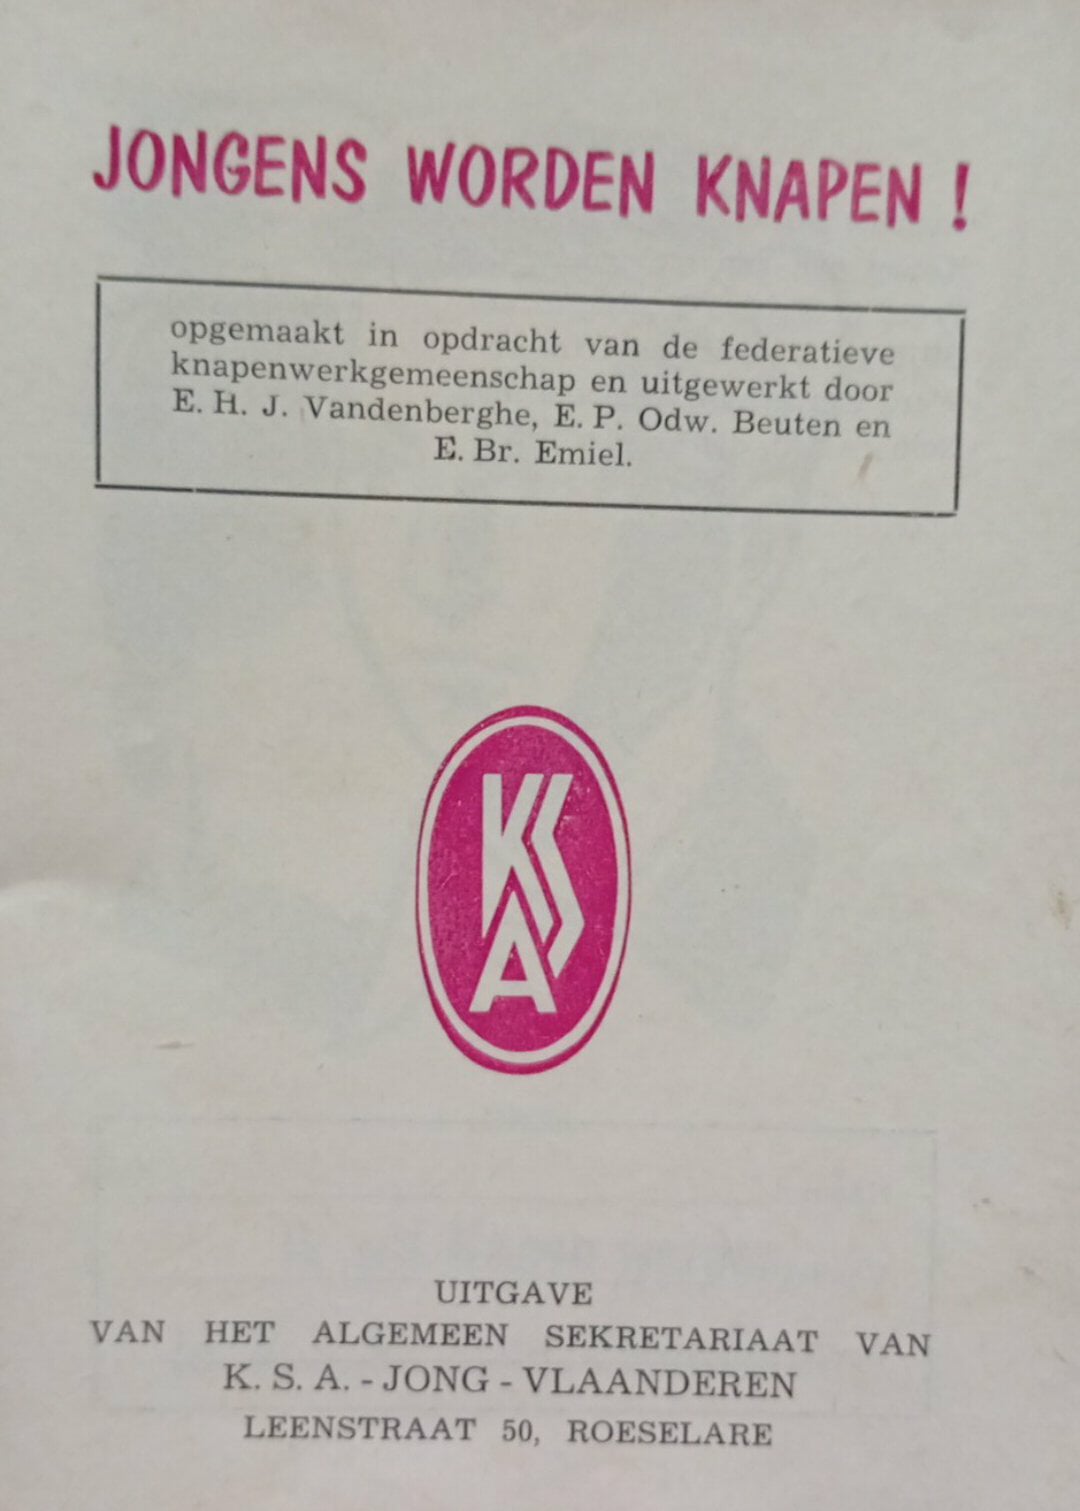 JONGENS WORDEN KNAPEN !
opgemaakt in opdracht van de federatieve
knapenwerkgemeenschap en uitgewerkt door
E. H. J. Vandenberghe, E. P. Odw. Beuten en
E. Br. Emiel.
KSA
UITGAVE
VAN HET ALGEMEEN SEKRETARIAAT VAN
K. S. A. - JONG - VLAANDEREN
LEENSTRAAT 50, ROESELARE